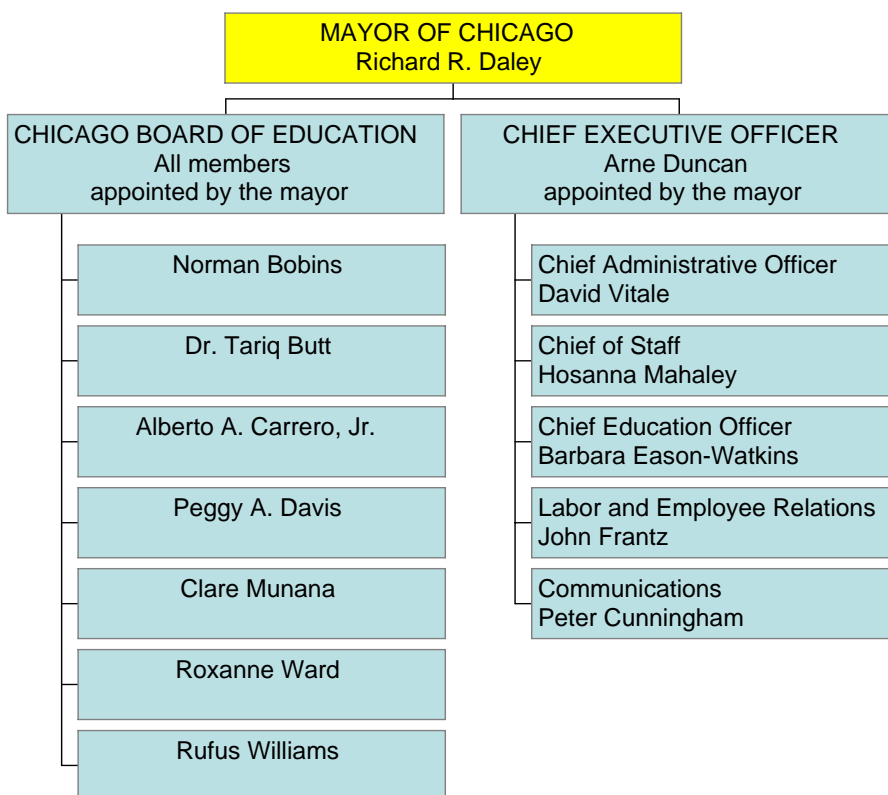 MAYOR OF CHICAGO
Richard R. Daley
CHICAGO BOARD OF EDUCATION
All members
appointed by the mayor
Norman Bobins
Dr. Tariq Butt
Alberto A. Carrero, Jr.
Peggy A. Davis
Clare Munana
Roxanne Ward
Rufus Williams
CHIEF EXECUTIVE OFFICER
Arne Duncan
appointed by the mayor
Chief Administrative Officer
David Vitale
Chief of Staff
Hosanna Mahaley
Chief Education Officer
Barbara Eason-Watkins
Labor and Employee Relations
John Frantz
Communications
Peter Cunningham